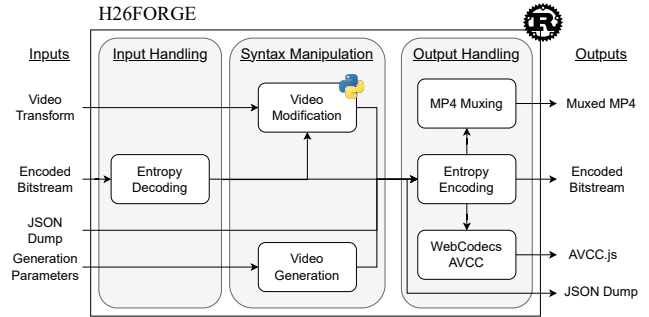 H26FORGE
Inputs
Input Handling
Syntax Manipulation
Output Handling
Outputs
Video
Transform
Video
Modification
MP4 Muxing
Muxed MP4
Encoded
Bitstream
Entropy
Decoding
Entropy
Encoding
Encoded
Bitstream
JSON
Dump
Generation
Parameters
Video
Generation
WebCodecs
AVCC
AVCC.js
JSON Dump
R